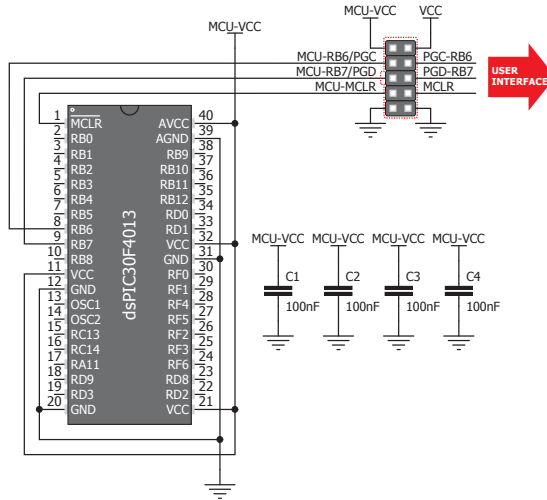 MCU-VCC VCC
MCU-VCC
MCU-RB6/PGC PGC-RB6
MCU-RB7/PGD PGD-RB7
MCU-MCLR MCLR
USER
INTERFACE
dsPIC30F4013
1 MCLR AVCC 40
2 RB0 AGND 39
3 RB1 RB9 38
4 RB2 RB10 37
5 RB3 RB11 36
6 RB4 RB12 35
7 RB5 RD0 34
8 RB6 RD1 33
9 RB7 VCC 32
10 RB8 GND 31
11 VCC RF0 30
12 GND RF1 29
13 OSC1 RF4 28
14 OSC2 RF5 27
15 RC13 RF2 26
16 RC14 RF3 25
17 RA11 RF6 24
18 RD9 RD8 23
19 RD3 RD2 22
20 GND VCC 21
MCU-VCC MCU-VCC MCU-VCC MCU-VCC
C1 C2 C3 C4
100nF 100nF 100nF 100nF